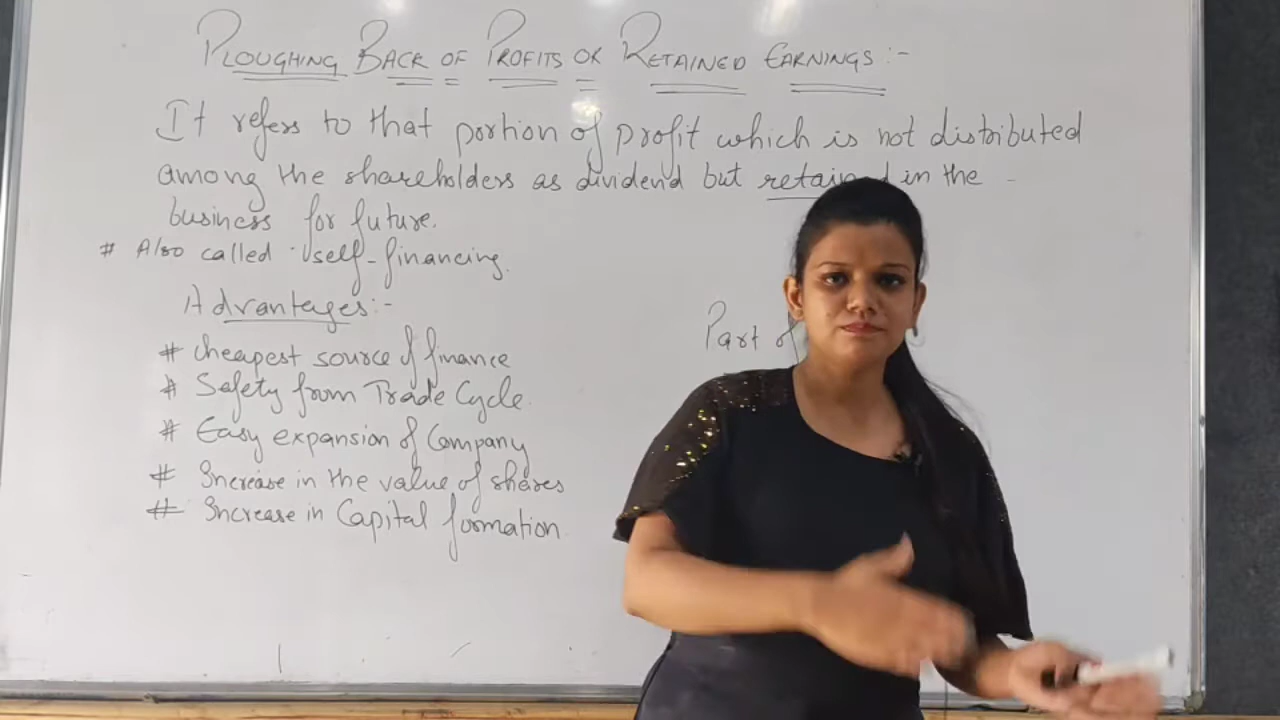 PLOUGHING BACK OF PROFITS OR RETAINED EARNINGS:-
It refers to that portion of profit which is not distributed
among the shareholders as dividend but retained in the
business for future.
# Also called self-financing.
Advantages:-
# Cheapest source of finance
# Safety from Trade Cycle.
# Easy expansion of Company
# Increase in the value of shares
# Increase in Capital formation
Part of